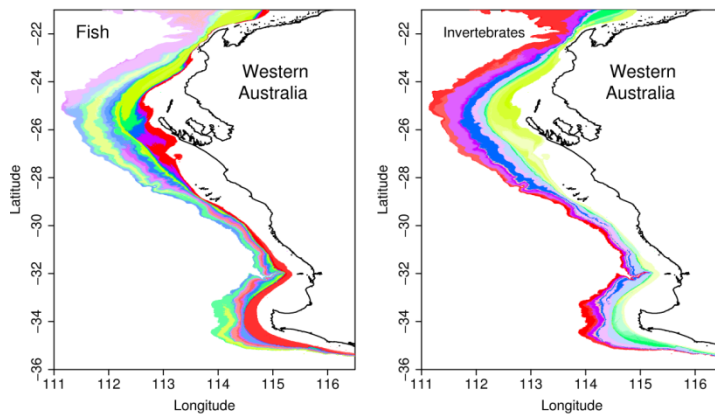 Fish
Western
Australia
Latitude
−22
−24
−26
−28
−30
−32
−34
−36
111
112
113
114
115
116
Longitude
Invertebrates
Western
Australia
Latitude
−22
−24
−26
−28
−30
−32
−34
−36
111
112
113
114
115
116
Longitude